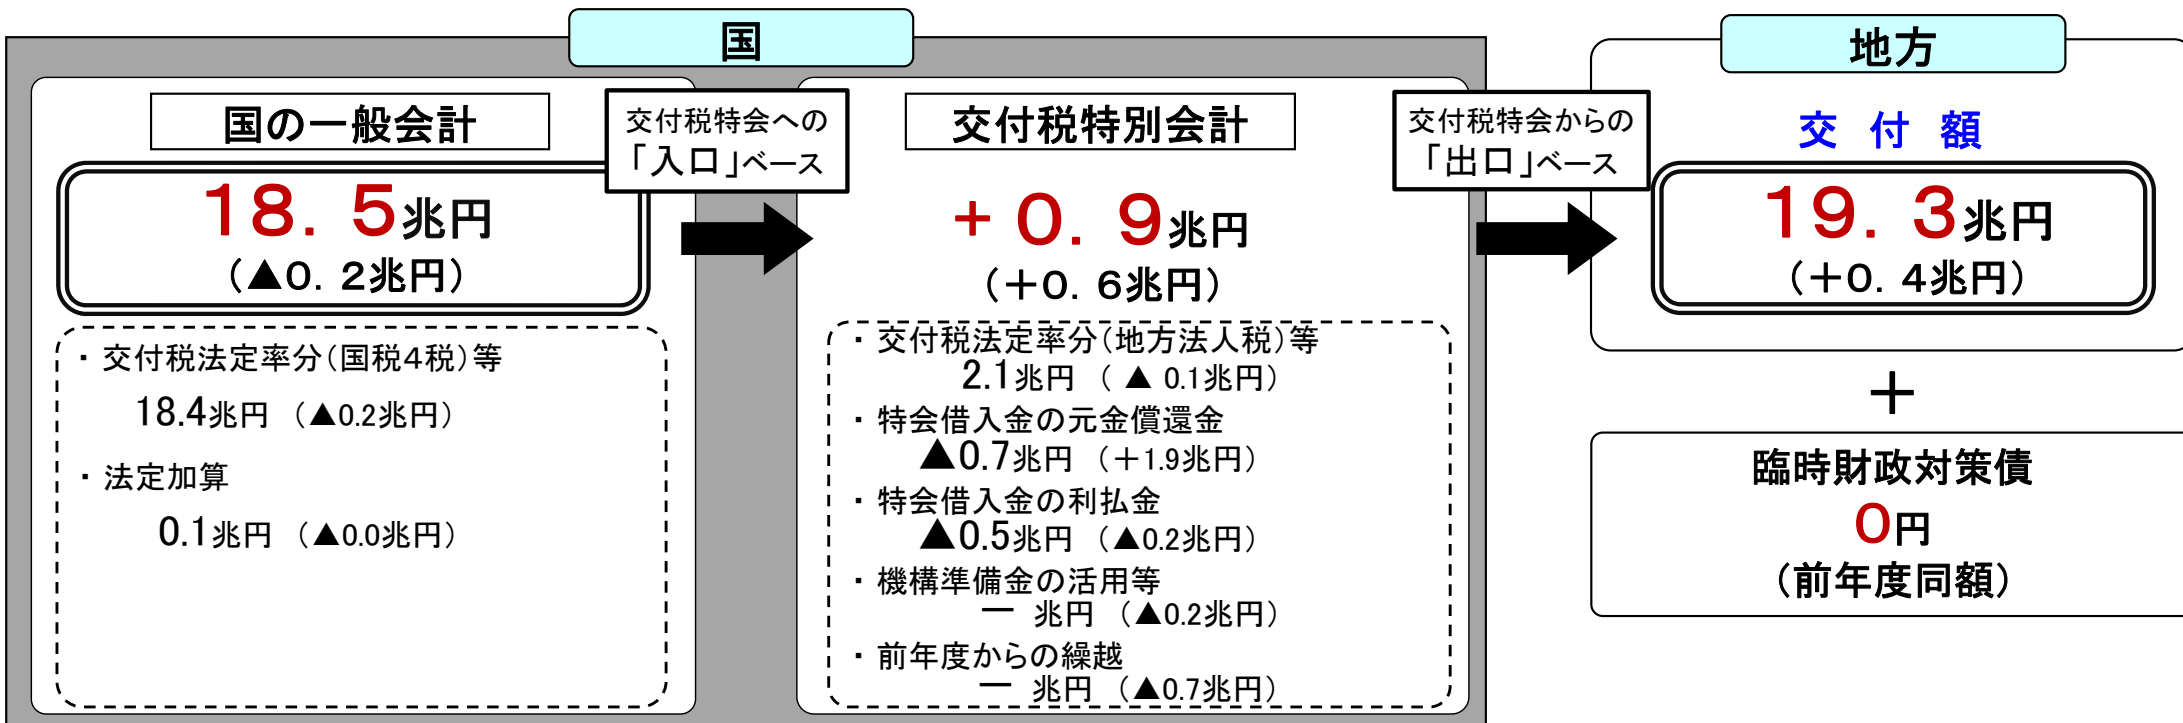 国
国の一般会計
18.5兆円
(▲0.2兆円)
・交付税法定率分(国税4税)等
18.4兆円 (▲0.2兆円)
・法定加算
0.1兆円 (▲0.0兆円)
交付税特会への
「入口」ベース
交付税特別会計
+0.9兆円
(+0.6兆円)
・交付税法定率分(地方法人税)等
2.1兆円 (▲ 0.1兆円)
・特会借入金の元金償還金
▲0.7兆円 (+1.9兆円)
・特会借入金の利払金
▲0.5兆円 (▲0.2兆円)
・機構準備金の活用等
ー 兆円 (▲0.2兆円)
・前年度からの繰越
ー 兆円 (▲0.7兆円)
交付税特会からの
「出口」ベース
地方
交 付 額
19.3兆円
(+0.4兆円)
+
臨時財政対策債
0円
(前年度同額)